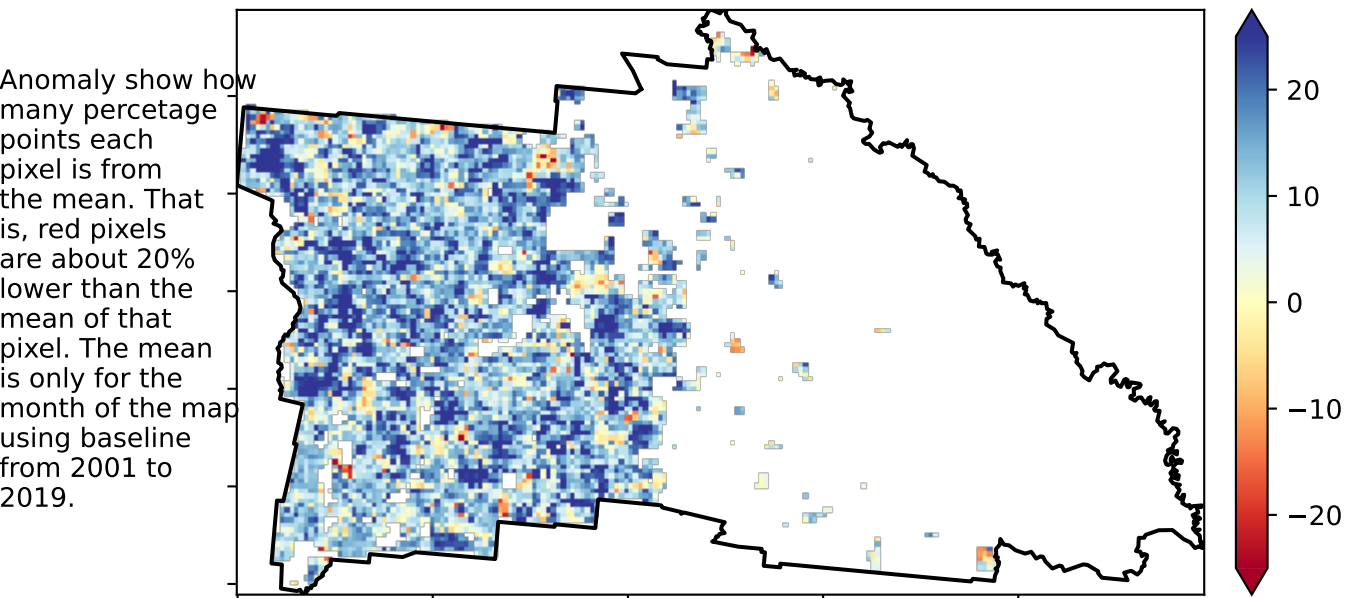 Anomaly show how
many percetage
points each
pixel is from
the mean. That
is, red pixels
are about 20%
lower than the
mean of that
pixel. The mean
is only for the
month of the map
using baseline
from 2001 to
2019.
20
10
0
−10
−20